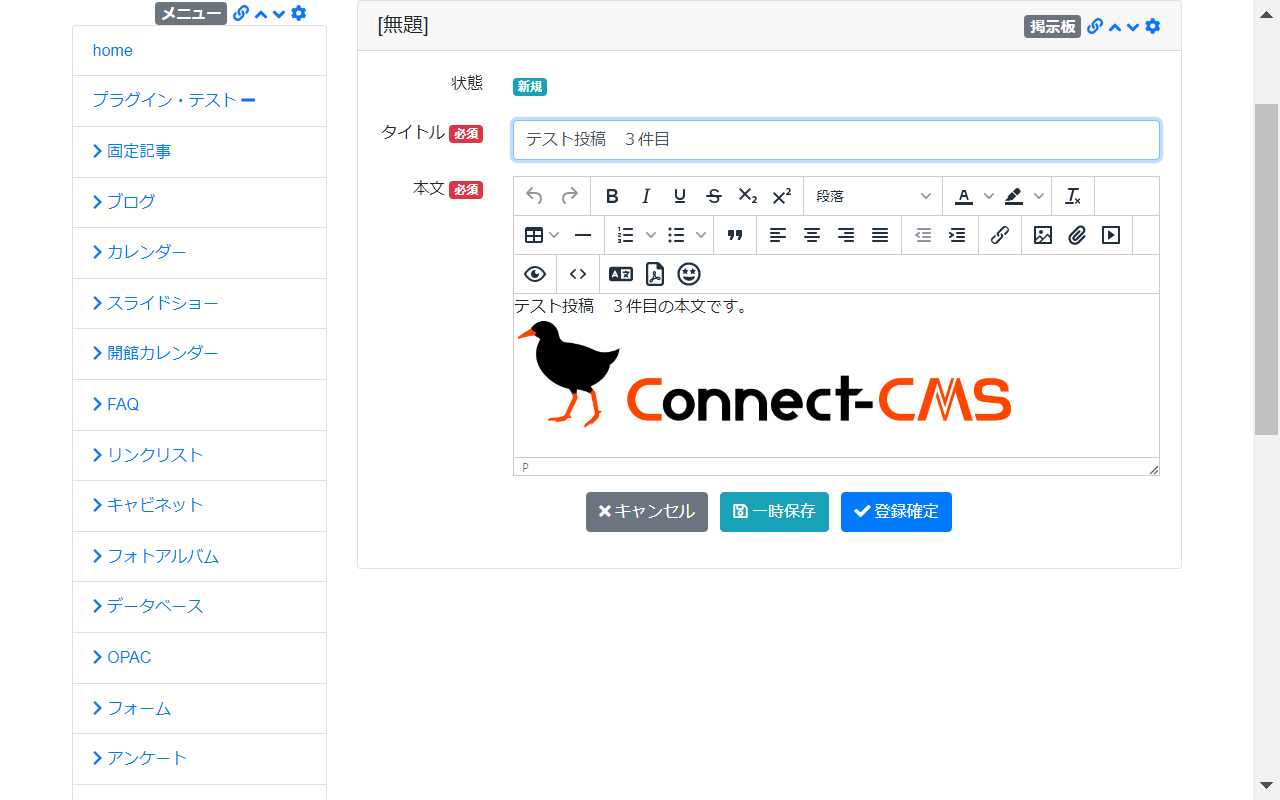 メニュー
home
プラグイン・テスト
固定記事
ブログ
カレンダー
スライドショー
開館カレンダー
FAQ
リンクリスト
キャビネット
フォトアルバム
データベース
OPAC
フォーム
アンケート
[無題]
掲示板
状態 新規
タイトル 必須 テスト投稿　３件目
本文 必須
段落
テスト投稿　３件目の本文です。
Connect-CMS
P
キャンセル 一時保存 登録確定